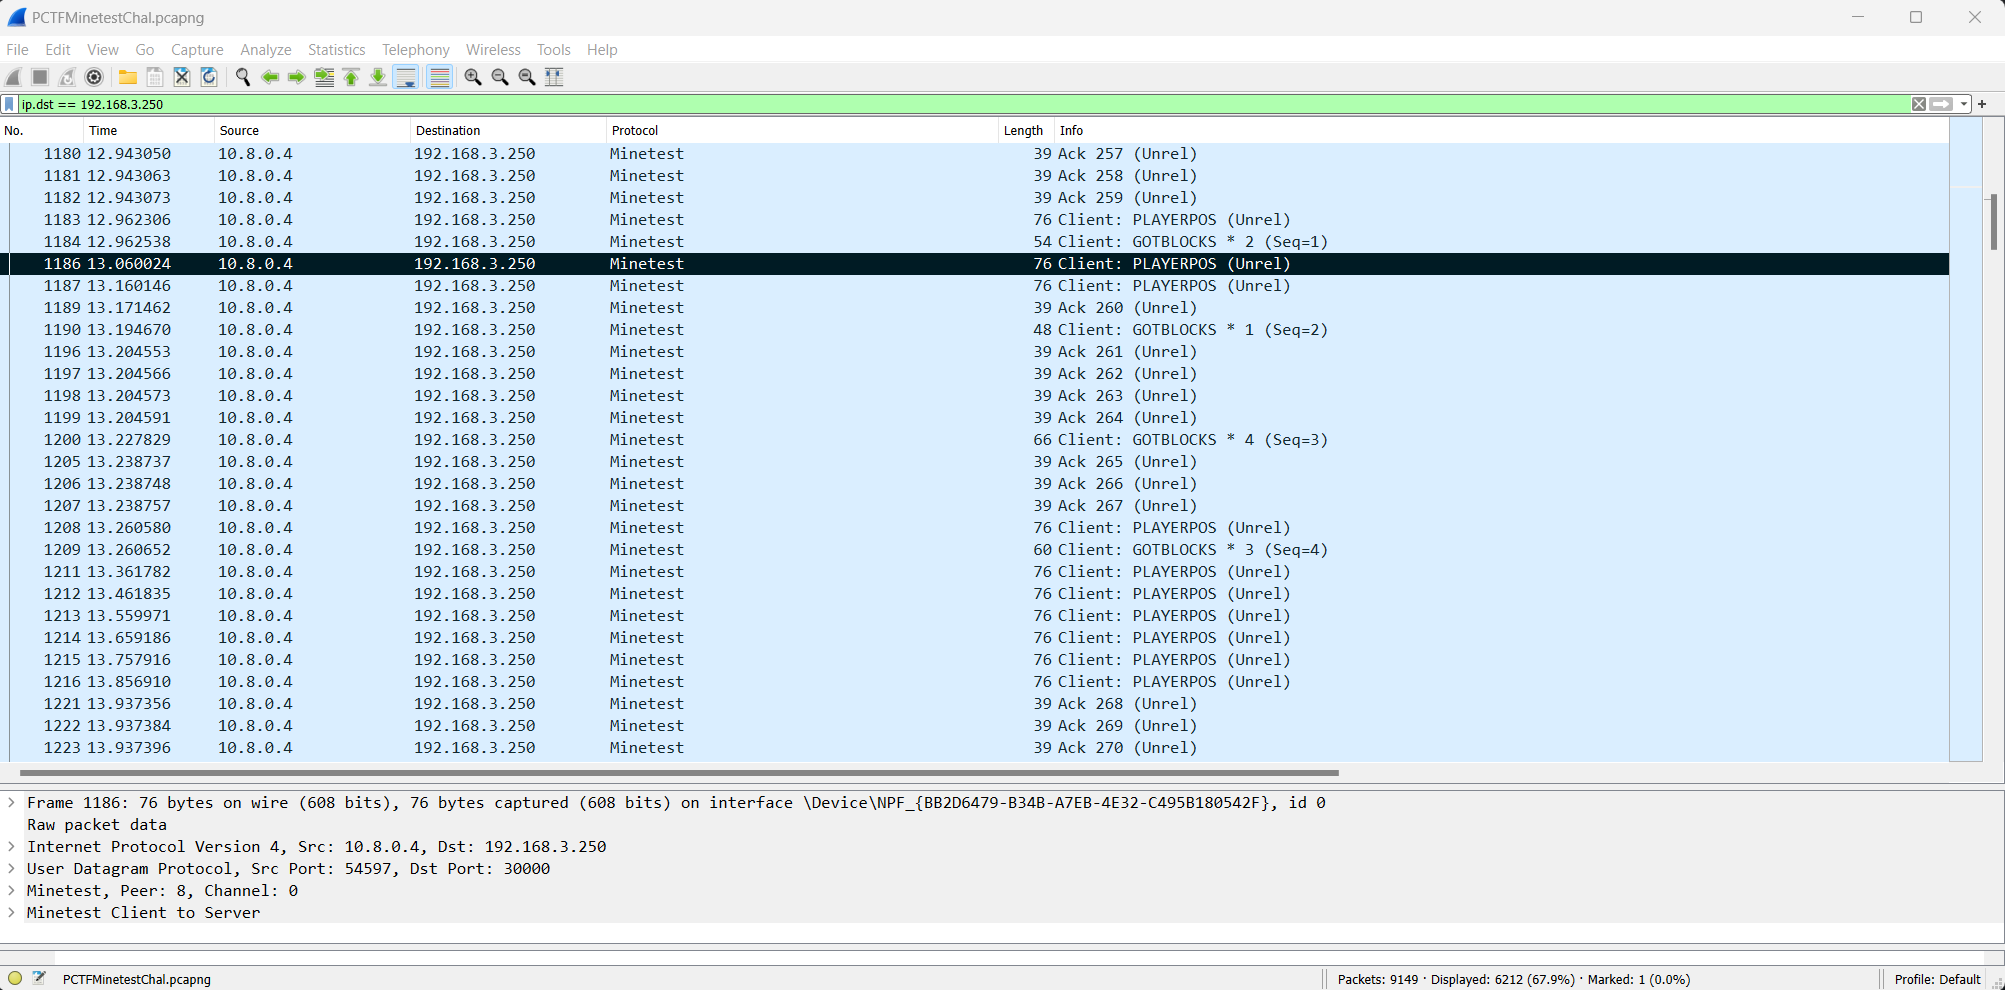 PCTFMinetestChal.pcapng
File Edit View Go Capture Analyze Statistics Telephony Wireless Tools Help
ip.dst == 192.168.3.250
No. Time Source Destination Protocol Length Info
1180 12.943050 10.8.0.4 192.168.3.250 Minetest 39 Ack 257 (Unrel)
1181 12.943063 10.8.0.4 192.168.3.250 Minetest 39 Ack 258 (Unrel)
1182 12.943073 10.8.0.4 192.168.3.250 Minetest 39 Ack 259 (Unrel)
1183 12.962306 10.8.0.4 192.168.3.250 Minetest 76 Client: PLAYERPOS (Unrel)
1184 12.962538 10.8.0.4 192.168.3.250 Minetest 54 Client: GOTBLOCKS * 2 (Seq=1)
1186 13.060024 10.8.0.4 192.168.3.250 Minetest 76 Client: PLAYERPOS (Unrel)
1187 13.160146 10.8.0.4 192.168.3.250 Minetest 76 Client: PLAYERPOS (Unrel)
1189 13.171462 10.8.0.4 192.168.3.250 Minetest 39 Ack 260 (Unrel)
1190 13.194670 10.8.0.4 192.168.3.250 Minetest 48 Client: GOTBLOCKS * 1 (Seq=2)
1196 13.204553 10.8.0.4 192.168.3.250 Minetest 39 Ack 261 (Unrel)
1197 13.204566 10.8.0.4 192.168.3.250 Minetest 39 Ack 262 (Unrel)
1198 13.204573 10.8.0.4 192.168.3.250 Minetest 39 Ack 263 (Unrel)
1199 13.204591 10.8.0.4 192.168.3.250 Minetest 39 Ack 264 (Unrel)
1200 13.227829 10.8.0.4 192.168.3.250 Minetest 66 Client: GOTBLOCKS * 4 (Seq=3)
1205 13.238737 10.8.0.4 192.168.3.250 Minetest 39 Ack 265 (Unrel)
1206 13.238748 10.8.0.4 192.168.3.250 Minetest 39 Ack 266 (Unrel)
1207 13.238757 10.8.0.4 192.168.3.250 Minetest 39 Ack 267 (Unrel)
1208 13.260580 10.8.0.4 192.168.3.250 Minetest 76 Client: PLAYERPOS (Unrel)
1209 13.260652 10.8.0.4 192.168.3.250 Minetest 60 Client: GOTBLOCKS * 3 (Seq=4)
1211 13.361782 10.8.0.4 192.168.3.250 Minetest 76 Client: PLAYERPOS (Unrel)
1212 13.461835 10.8.0.4 192.168.3.250 Minetest 76 Client: PLAYERPOS (Unrel)
1213 13.559971 10.8.0.4 192.168.3.250 Minetest 76 Client: PLAYERPOS (Unrel)
1214 13.659186 10.8.0.4 192.168.3.250 Minetest 76 Client: PLAYERPOS (Unrel)
1215 13.757916 10.8.0.4 192.168.3.250 Minetest 76 Client: PLAYERPOS (Unrel)
1216 13.856910 10.8.0.4 192.168.3.250 Minetest 76 Client: PLAYERPOS (Unrel)
1221 13.937356 10.8.0.4 192.168.3.250 Minetest 39 Ack 268 (Unrel)
1222 13.937384 10.8.0.4 192.168.3.250 Minetest 39 Ack 269 (Unrel)
1223 13.937396 10.8.0.4 192.168.3.250 Minetest 39 Ack 270 (Unrel)
Frame 1186: 76 bytes on wire (608 bits), 76 bytes captured (608 bits) on interface \Device\NPF_{BB2D6479-B34B-A7EB-4E32-C495B180542F}, id 0
Raw packet data
Internet Protocol Version 4, Src: 10.8.0.4, Dst: 192.168.3.250
User Datagram Protocol, Src Port: 54597, Dst Port: 30000
Minetest, Peer: 8, Channel: 0
Minetest Client to Server
PCTFMinetestChal.pcapng
Packets: 9149 · Displayed: 6212 (67.9%) · Marked: 1 (0.0%)
Profile: Default